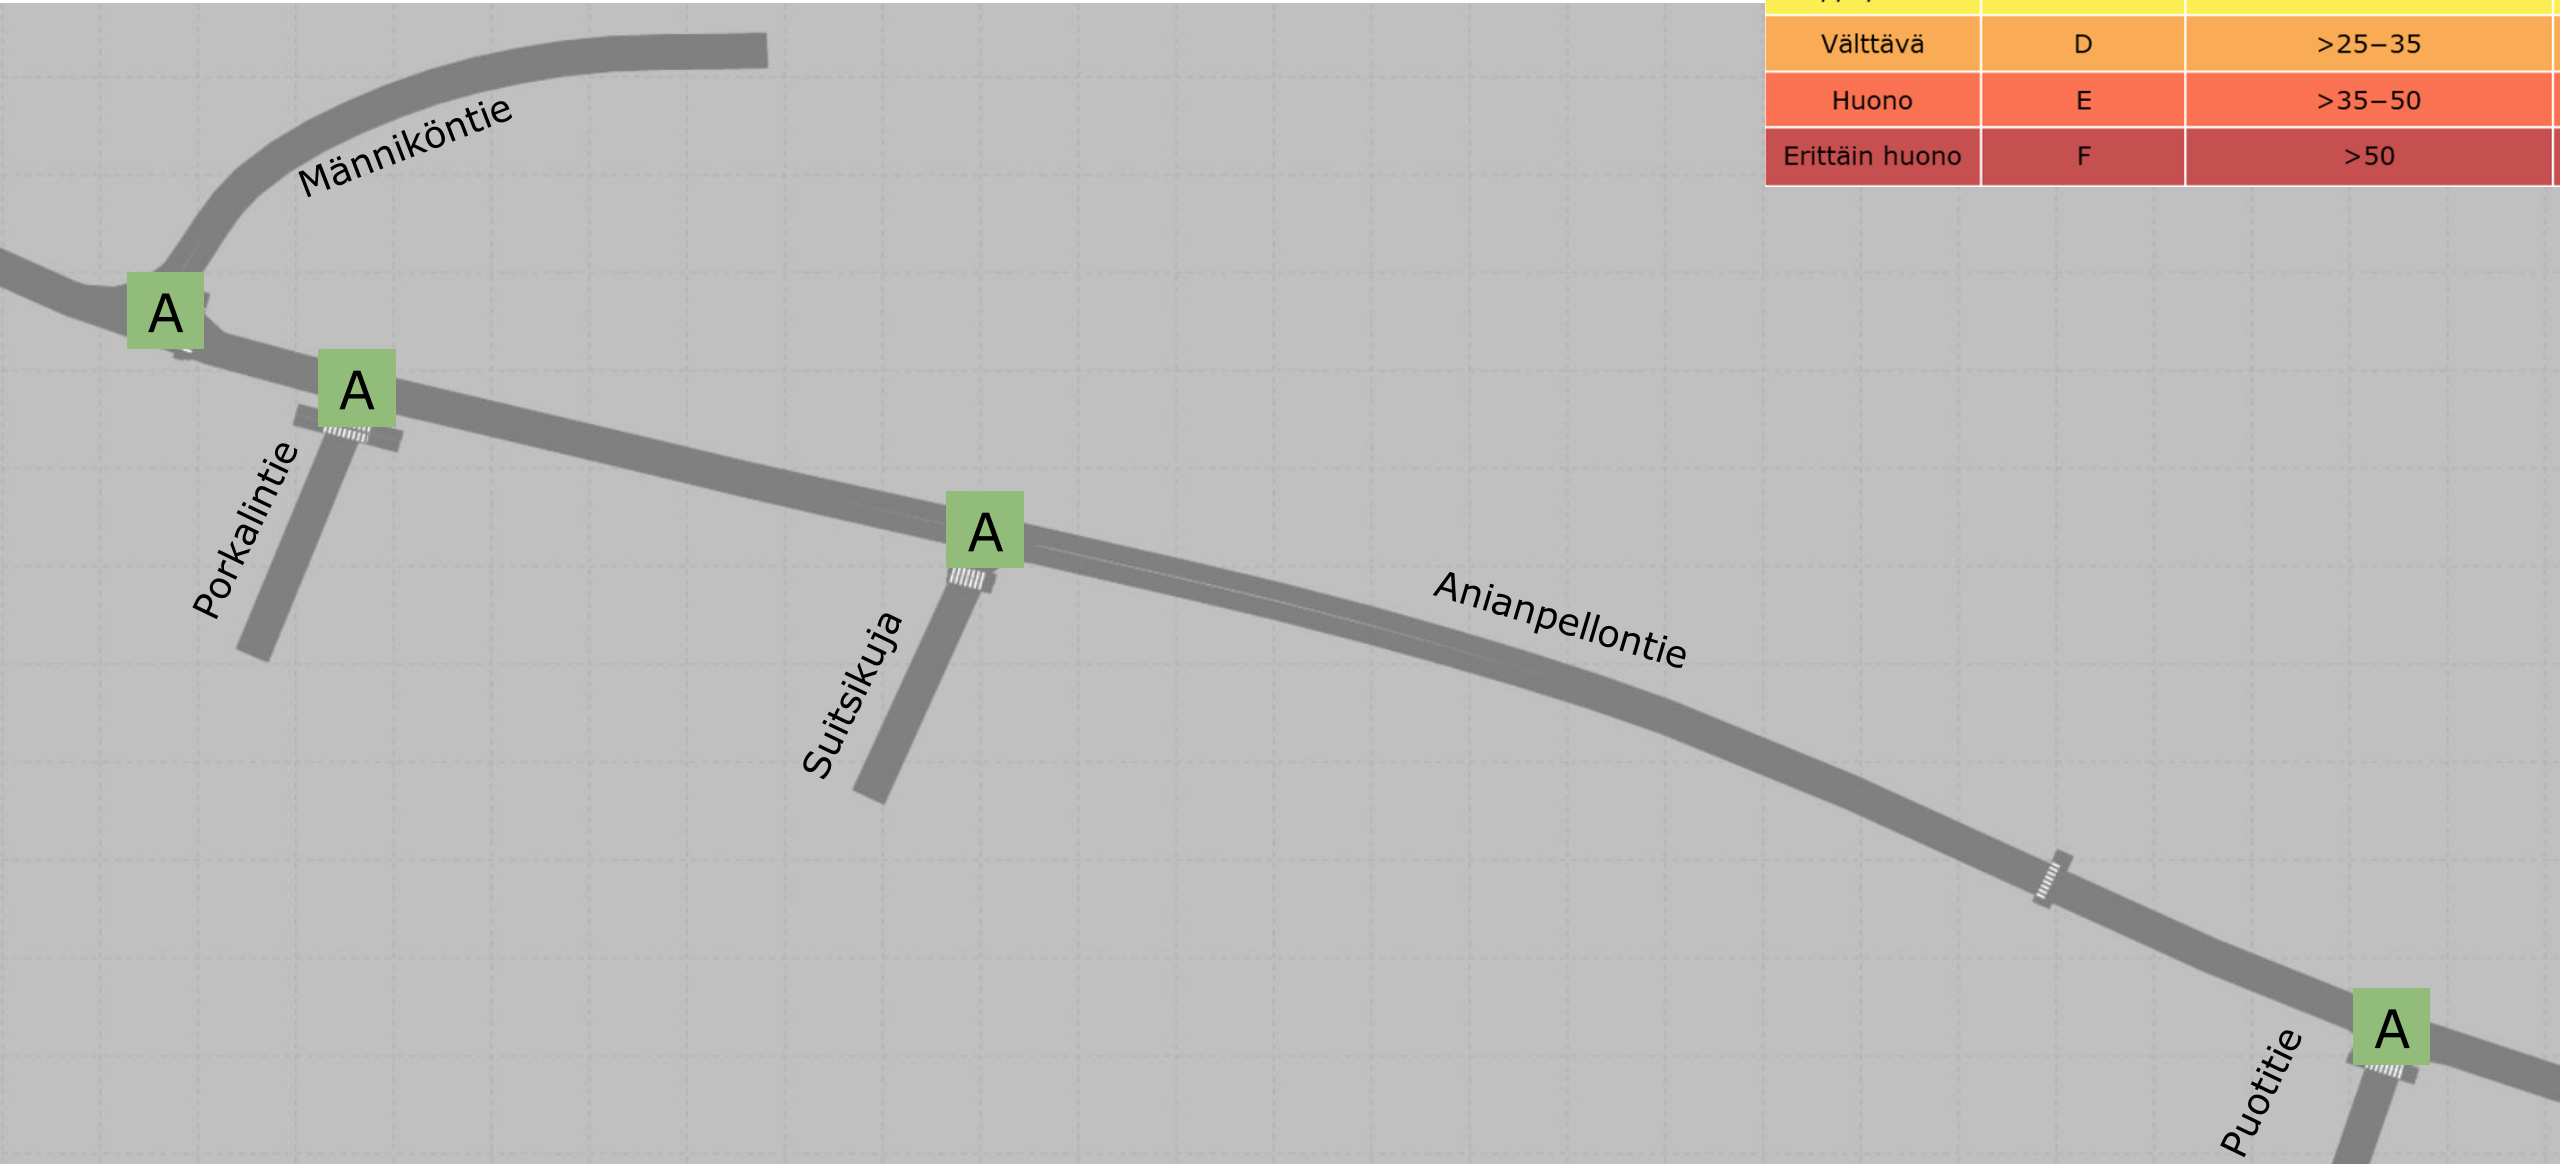 Välttävä D >25−35
Huono E >35−50
Erittäin huono F >50
Männiköntie
A
A
Porkalintie
A
Suitsikuja
Anianpellontie
A
Puotitie